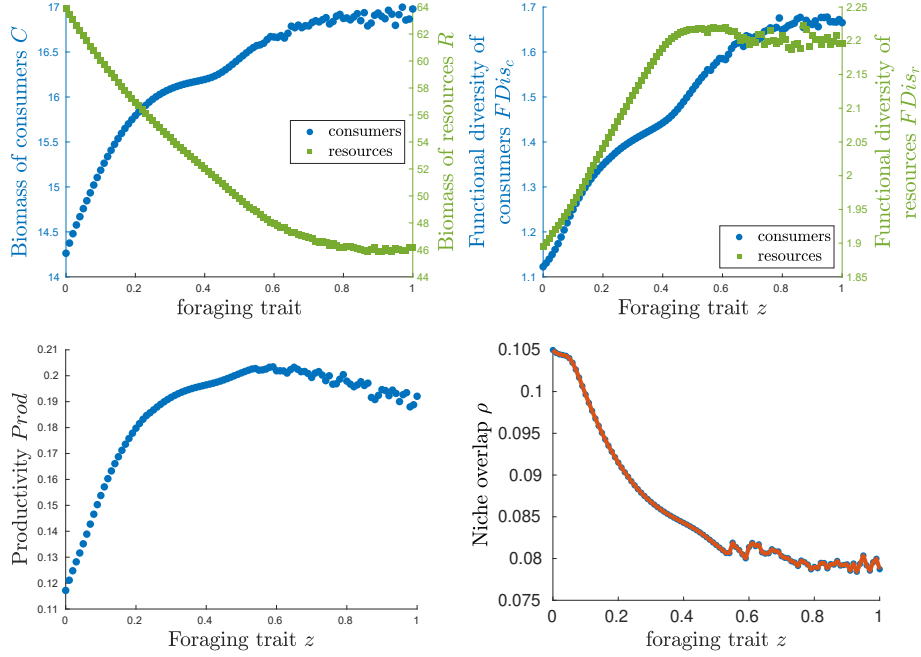 17
16.5
16
15.5
15
14.5
14
Biomass of consumers C
64
62
60
58
56
54
52
50
48
46
44
Biomass of resources R
consumers
resources
0 0.2 0.4 0.6 0.8 1
foraging trait
1.7
1.6
1.5
1.4
1.3
1.2
1.1
Functional diversity of
consumers FDis_c
2.25
2.2
2.15
2.1
2.05
2
1.95
1.9
1.85
Functional diversity of
resources FDis_r
consumers
resources
0 0.2 0.4 0.6 0.8 1
Foraging trait z
0.21
0.2
0.19
0.18
0.17
0.16
0.15
0.14
0.13
0.12
0.11
Productivity Prod
0 0.2 0.4 0.6 0.8 1
Foraging trait z
0.105
0.1
0.095
0.09
0.085
0.08
0.075
Niche overlap ρ
0 0.2 0.4 0.6 0.8 1
foraging trait z